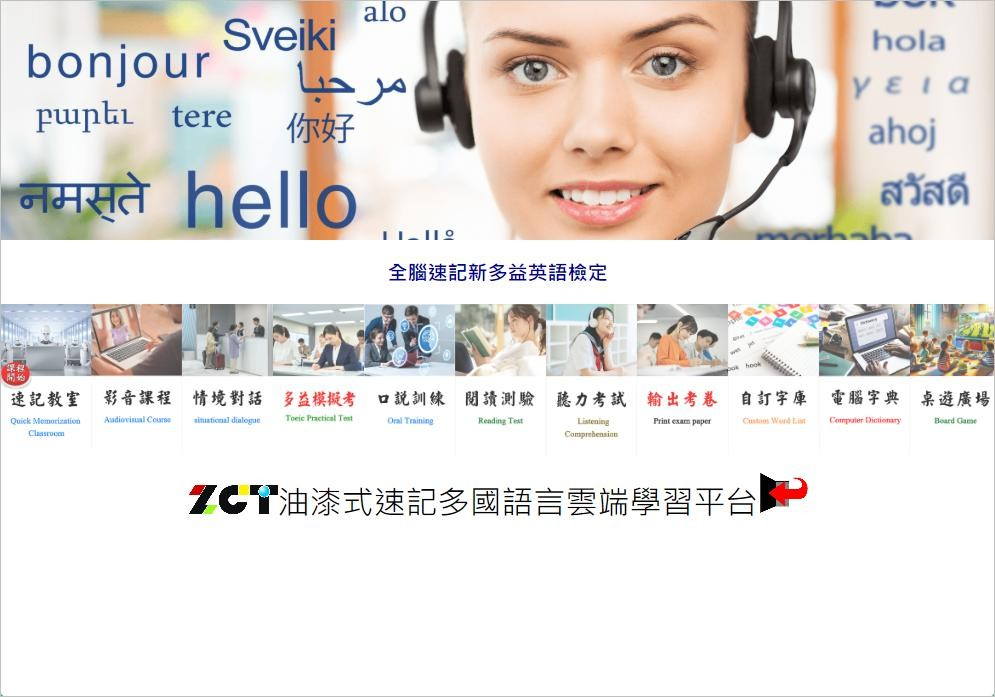 alo
Sveiki
bonjour
مرحبا
բարեւ
tere
你好
नमस्ते
hello
hola
γεια
ahoj
สวัสดี
全腦速記新多益英語檢定
課程
開始
速記教室
影音課程
情境對話
多益模擬考
口說訓練
閱讀測驗
聽力考試
輸出考卷
自訂字庫
電腦字典
桌遊廣場
Quick Memorization
Classroom
Audiovisual Course
situational dialogue
Toeic Practical Test
Oral Training
Reading Test
Listening
Comprehension
Print exam paper
Custom Word List
Computer Dictionary
Board Game
ZCT油漆式速記多國語言雲端學習平台